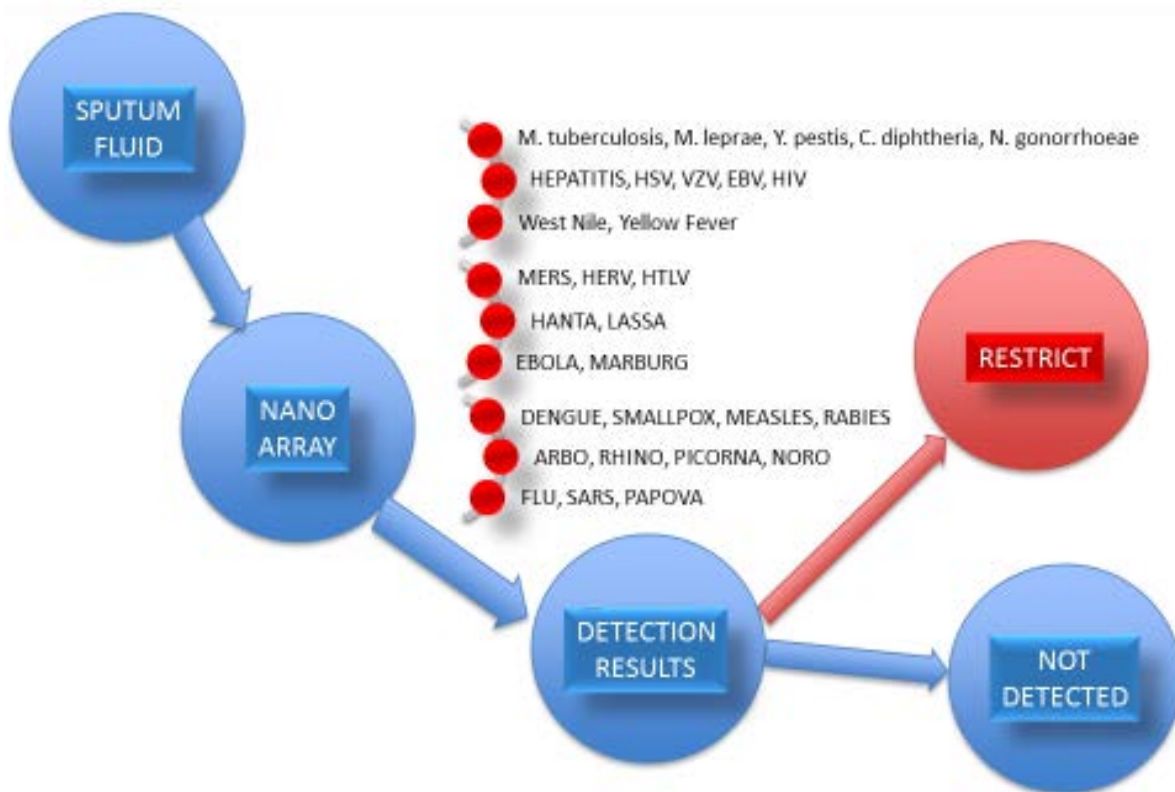 SPUTUM
FLUID
M. tuberculosis, M. leprae, Y. pestis, C. diphtheria, N. gonorrhoeae
HEPATITIS, HSV, VZV, EBV, HIV
West Nile, Yellow Fever
MERS, HERV, HTLV
HANTA, LASSA
EBOLA, MARBURG
DENGUE, SMALLPOX, MEASLES, RABIES
ARBO, RHINO, PICORNA, NORO
FLU, SARS, PAPOVA
NANO
ARRAY
RESTRICT
DETECTION
RESULTS
NOT
DETECTED